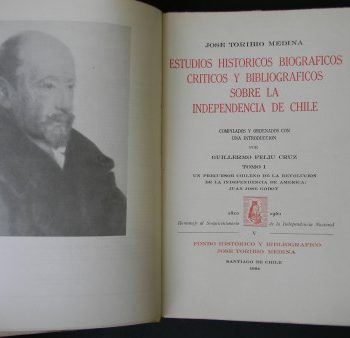 JOSE TORIBIO MEDINA
ESTUDIOS HISTORICOS BIOGRAFICOS
CRITICOS Y BIBLIOGRAFICOS
SOBRE LA
INDEPENDENCIA DE CHILE
COMPILADOS Y ORDENADOS CON
UNA INTRODUCCION
POR
GUILLERMO FELIU CRUZ
TOMO I
UN PRECURSOR CHILENO DE LA REVOLUCION
DE LA INDEPENDENCIA DE AMERICA:
JUAN JOSE GODOY
1810 1960
Homenaje al Sesquicentenario de la Independencia Nacional
V
FONDO HISTORICO Y BIBLIOGRAFICO
JOSE TORIBIO MEDINA
SANTIAGO DE CHILE
1964